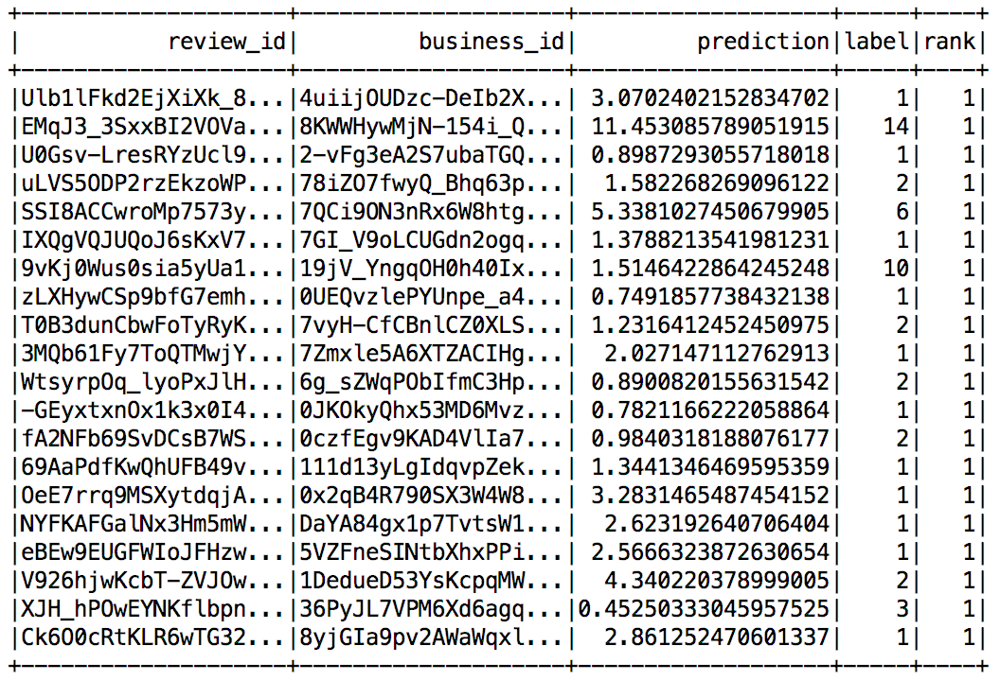 +--------------------+--------------------+-------------------+-----+----+
|           review_id|         business_id|         prediction|label|rank|
+--------------------+--------------------+-------------------+-----+----+
|Ulb1lFkd2EjXiXk_8...|4uiijOUDzc-DeIb2X...| 3.0702402152834702|    1|   1|
|EMqJ3_3SxxBI2VOVa...|8KWWHywMjN-154i_Q...| 11.453085789051915|   14|   1|
|U0Gsv-LresRYzUcl9...|2-vFg3eA2S7ubaTGQ...| 0.8987293055718018|    1|   1|
|uLVS5ODP2rzEkzoWP...|78iZO7fwyQ_Bhq63p...|  1.582268269096122|    2|   1|
|SSI8ACCwroMp7573y...|7QCi9ON3nRx6W8htg...| 5.3381027450679905|    6|   1|
|IXQgVQJUQoJ6sKxV7...|7GI_V9oLCUGdn2ogq...| 1.3788213541981231|    1|   1|
|9vKj0Wus0sia5yUa1...|19jV_YngqOH0h40Ix...| 1.5146422864245248|   10|   1|
|zLXHywCSp9bfG7emh...|0UEQvzlePYUnpe_a4...| 0.7491857738432138|    1|   1|
|T0B3dunCbwFoTyRyK...|7vyH-CfCBnlCZ0XLS...| 1.2316412452450975|    2|   1|
|3MQb61Fy7ToQTMwjY...|7Zmxle5A6XTZACIHg...|  2.027147112762913|    1|   1|
|WtsyrpOq_lyoPxJlH...|6g_sZWqPObIfmC3Hp...| 0.8900820155631542|    2|   1|
|-GEyxtxnOx1k3x0I4...|0JKOkyQhx53MD6Mvz...| 0.7821166222058864|    1|   1|
|fA2NFb69SvDCsB7WS...|0czfEgv9KAD4VlIa7...| 0.9840318188076177|    2|   1|
|69AaPdfKwQhUFB49v...|111d13yLgIdqvpZek...| 1.3441346469595359|    1|   1|
|OeE7rrq9MSXytdqjA...|0x2qB4R790SX3W4W8...| 3.2831465487454152|    1|   1|
|NYFKAFGalNx3Hm5mW...|DaYA84gx1p7TvtsW1...|  2.623192640706404|    1|   1|
|eBEw9EUGFWIoJFHzw...|5VZFneSINtbXhxPPi...| 2.5666323872630654|    1|   1|
|V926hjwKcbT-ZVJOw...|1DedueD53YsKcpqMW...|  4.340220378999005|    2|   1|
|XJH_hPOwEYNKflbpn...|36PyJL7VPM6Xd6agq...|0.45250333045957525|    3|   1|
|Ck6O0cRtKLR6wTG32...|8yjGIa9pv2AWaWqxl...|  2.861252470601337|    1|   1|
+--------------------+--------------------+-------------------+-----+----+